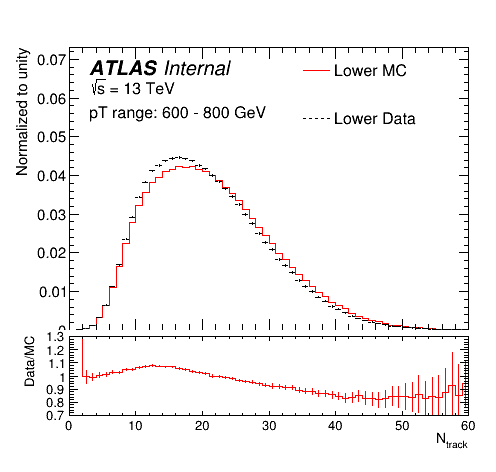 ATLAS Internal
√s = 13 TeV
pT range: 600 - 800 GeV
Lower MC
Lower Data
Normalized to unity
0.07
0.06
0.05
0.04
0.03
0.02
0.01
0
Data/MC
1.3
1.2
1.1
1
0.9
0.8
0.7
0 10 20 30 40 50 60
N_track